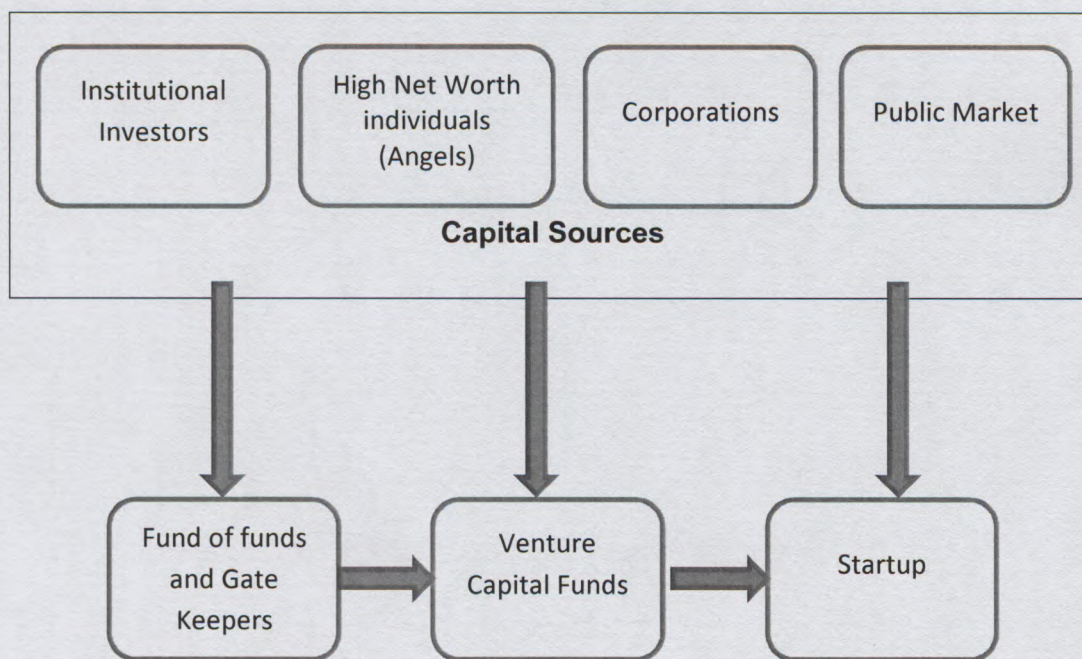 Institutional
Investors
High Net Worth
individuals
(Angels)
Corporations
Public Market
Capital Sources
Fund of funds
and Gate
Keepers
Venture
Capital Funds
Startup